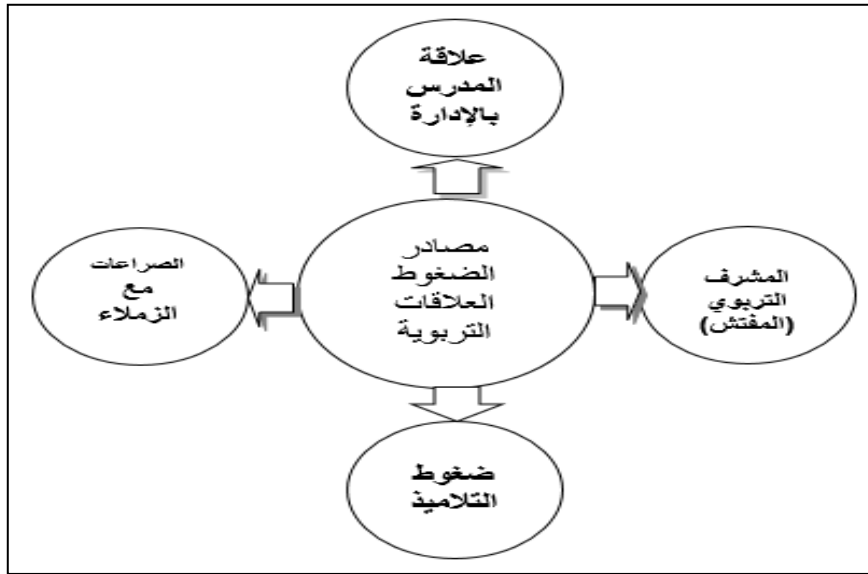 علاقة
المدرس
بالإدارة
مصادر
الضغوط
العلاقات
التربوية
المشرف
التربوي
(المفتش)
الصراعات
مع
الزملاء
ضغوط
التلاميذ